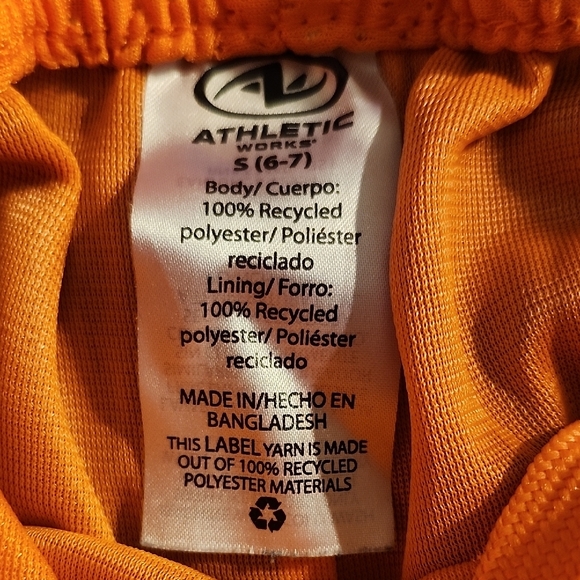 ATHLETIC
WORKS
S (6-7)
Body/ Cuerpo:
100% Recycled
polyester/ Poliéster
reciclado
Lining/ Forro:
100% Recycled
polyester/ Poliéster
reciclado
MADE IN/HECHO EN
BANGLADESH
THIS LABEL YARN IS MADE
OUT OF 100% RECYCLED
POLYESTER MATERIALS